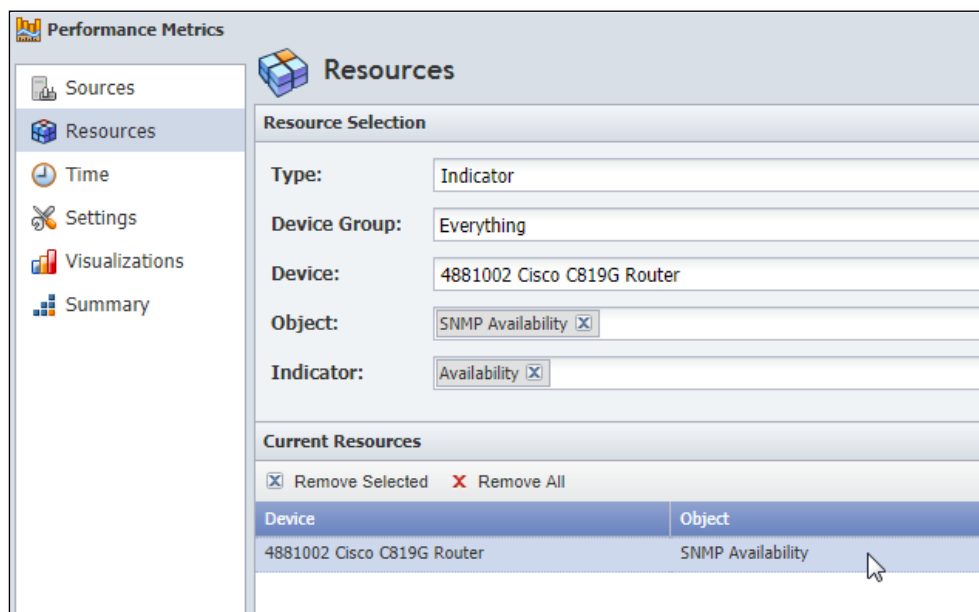 Performance Metrics
Sources
Resources
Time
Settings
Visualizations
Summary
Resources
Resource Selection
Type: Indicator
Device Group: Everything
Device: 4881002 Cisco C819G Router
Object: SNMP Availability
Indicator: Availability
Current Resources
Remove Selected Remove All
Device Object
4881002 Cisco C819G Router SNMP Availability